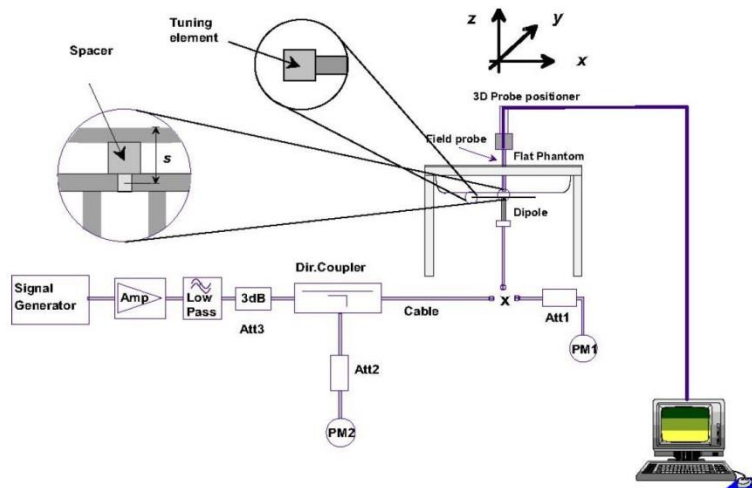 Tuning
element
Spacer
s
z
y
x
3D Probe positioner
Field probe
Flat Phantom
Dipole
Signal
Generator
Amp
Low
Pass
3dB
Att3
Dir.Coupler
Cable
x
Att1
PM1
Att2
PM2